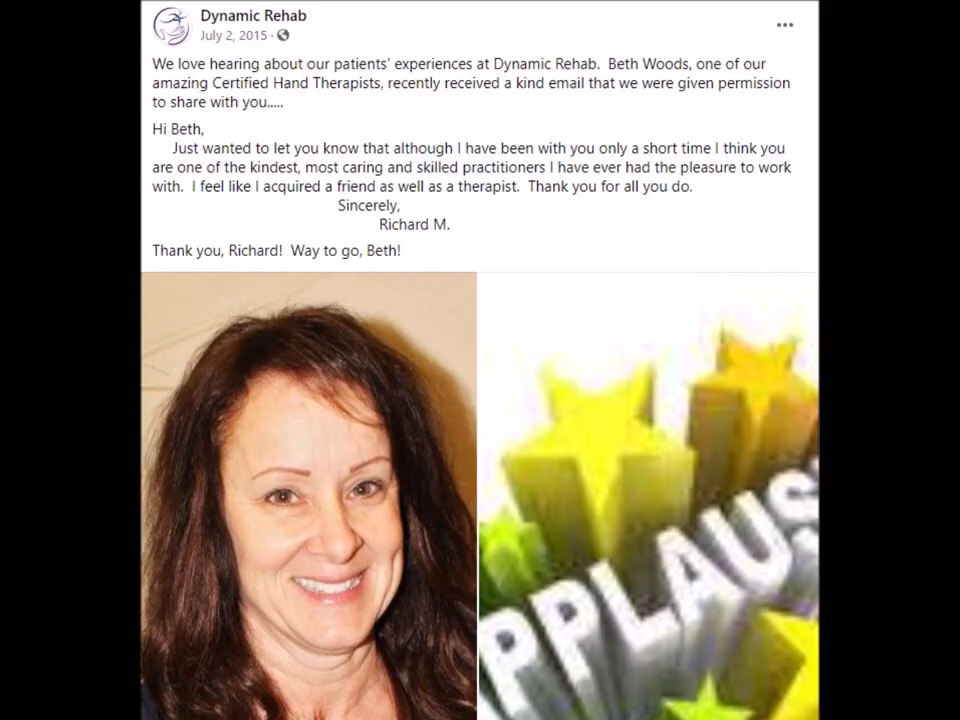 Dynamic Rehab
July 2, 2015 ·
We love hearing about our patients' experiences at Dynamic Rehab. Beth Woods, one of our
amazing Certified Hand Therapists, recently received a kind email that we were given permission
to share with you.....
Hi Beth,
Just wanted to let you know that although I have been with you only a short time I think you
are one of the kindest, most caring and skilled practitioners I have ever had the pleasure to work
with. I feel like I acquired a friend as well as a therapist. Thank you for all you do.
Sincerely,
Richard M.
Thank you, Richard! Way to go, Beth!
PPLAUS